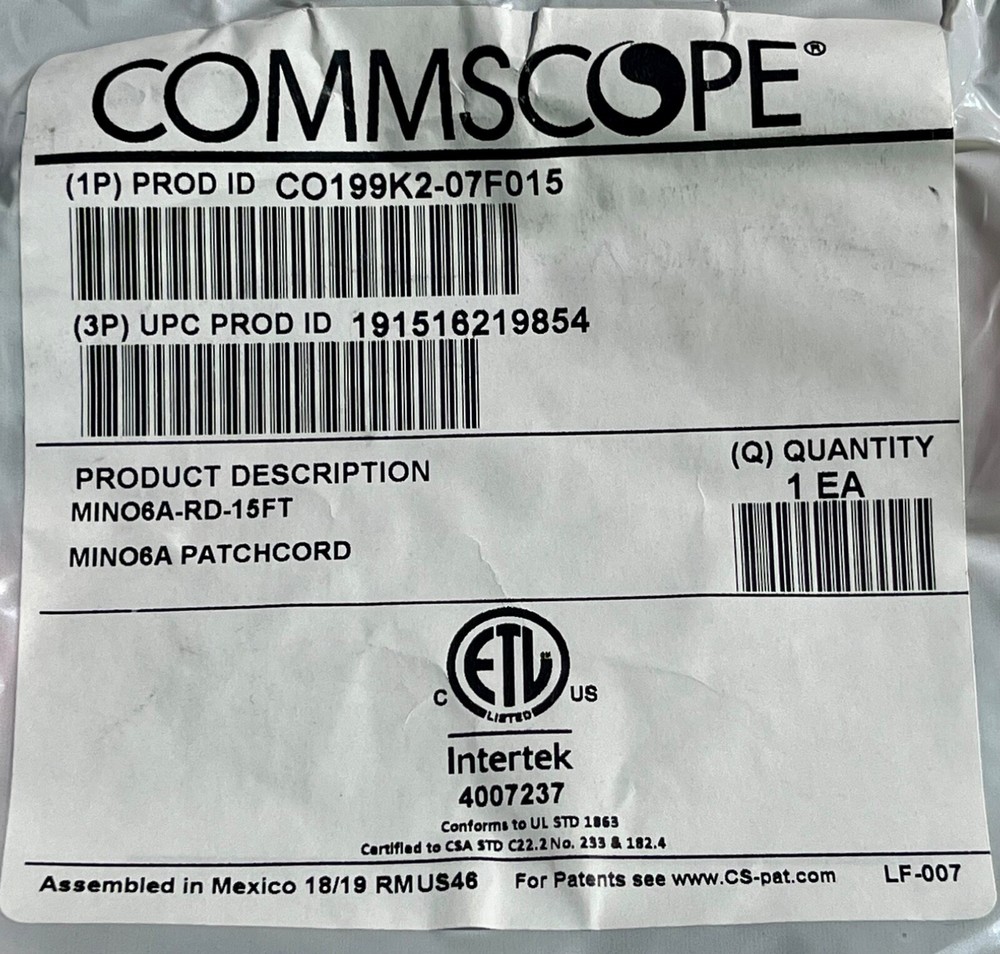 COMMSCOPE®
(1P) PROD ID CO199K2-07F015
(3P) UPC PROD ID 191516219854
PRODUCT DESCRIPTION
MINO6A-RD-15FT
MINO6A PATCHCORD
(Q) QUANTITY
1 EA
ETL
LISTED
C US
Intertek
4007237
Conforms to UL STD 1863
Certified to CSA STD C22.2 No. 233 & 182.4
Assembled in Mexico 18/19 RMUS46 For Patents see www.CS-pat.com LF-007